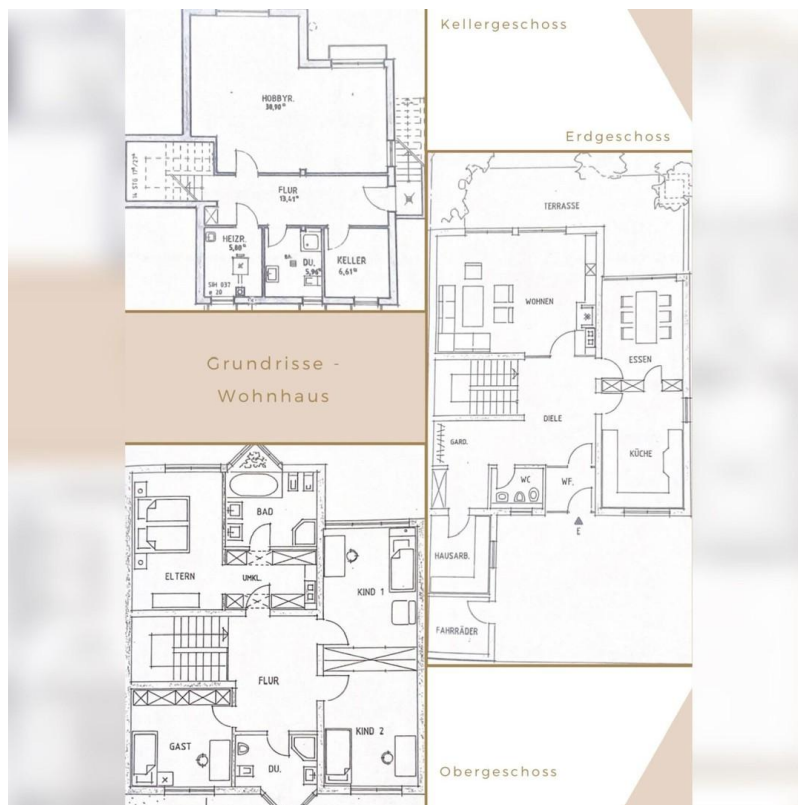 Kellergeschoss
HOBBYR.
38,90
FLUR
13,41
HEIZR.
5,00
DU.
5,96
KELLER
6,61
Erdgeschoss
TERRASSE
WOHNEN
ESSEN
DIELE
GARD.
KÜCHE
WC
WF.
E
HAUSARB.
FAHRRÄDER
Grundrisse -
Wohnhaus
BAD
ELTERN
UMKL.
KIND 1
FLUR
GAST
KIND 2
DU.
Obergeschoss